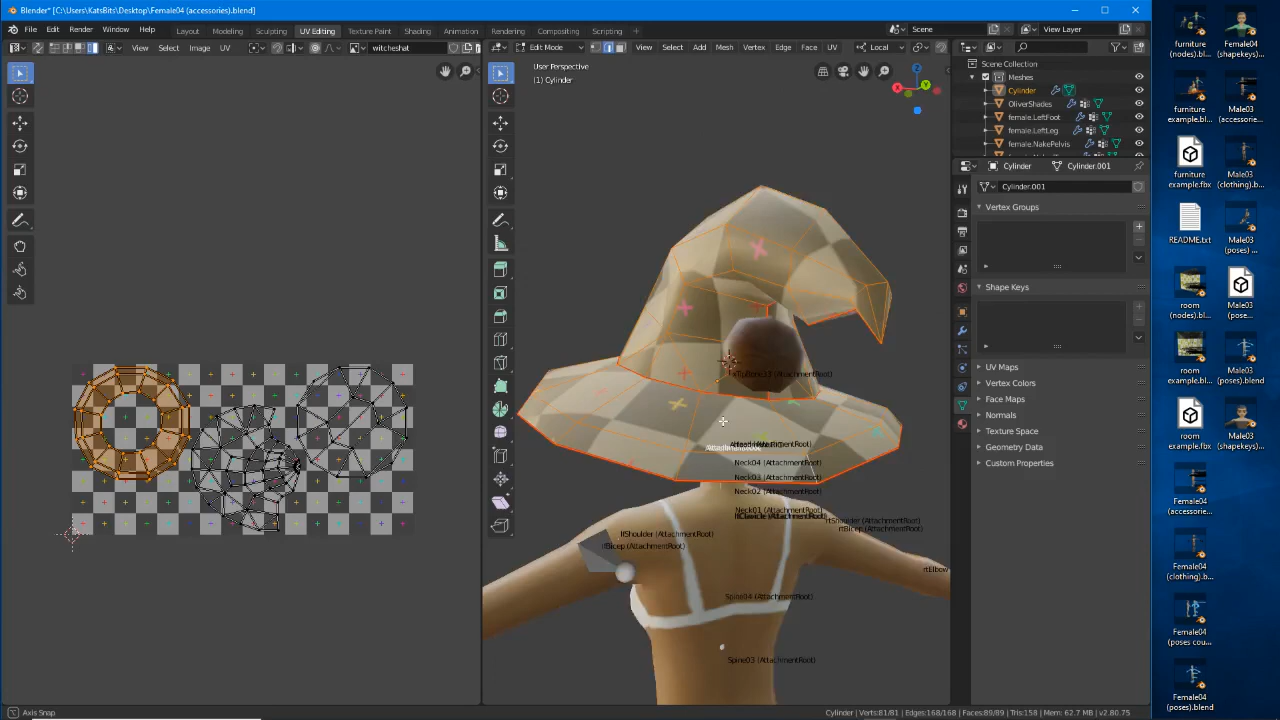 Blender* [C:\Users\KatsBits\Desktop\Female04 (accessories).blend]
File Edit Render Window Help
Layout Modeling Sculpting UV Editing Texture Paint Shading Animation Rendering Compositing Scripting
Scene View Layer
View Select Image UV witcheshat
Edit Mode View Select Add Mesh Vertex Edge Face UV Local
User Perspective
(1) Cylinder
Scene Collection
Meshes
Cylinder
OliverShades
female.LeftFoot
female.LeftLeg
female.NakePelvis
Cylinder Cylinder.001
Cylinder.001
Vertex Groups
Shape Keys
UV Maps
Vertex Colors
Face Maps
Normals
Texture Space
Geometry Data
Custom Properties
Neck04 (AttachmentRoot)
Neck03 (AttachmentRoot)
Neck02 (AttachmentRoot)
Neck01 (AttachmentRoot)
rtShoulder (AttachmentRoot)
rtBicep (AttachmentRoot)
lfShoulder (AttachmentRoot)
lfBicep (AttachmentRoot)
rtElbow
Spine04 (AttachmentRoot)
Spine03 (AttachmentRoot)
Axis Snap
Cylinder | Verts:81/81 | Edges:168/168 | Faces:89/89 | Tris:158 | Mem: 62.7 MB | v2.80.75
furniture
(nodes).bl...
Female04
(shapekeys)...
furniture
example.bl...
Male03
(accessorie...
furniture
example.fbx
Male03
(clothing).b...
README.txt
Male03
(poses) ...
room
(nodes).bl...
Male03
(pose...
room
example.bl...
Male03
(poses).blend
room
example.fbx
Male03
(shapekeys)...
Female04
(accessorie...
Female04
(clothing).b...
Female04
(poses cou...
Female04
(poses).blend